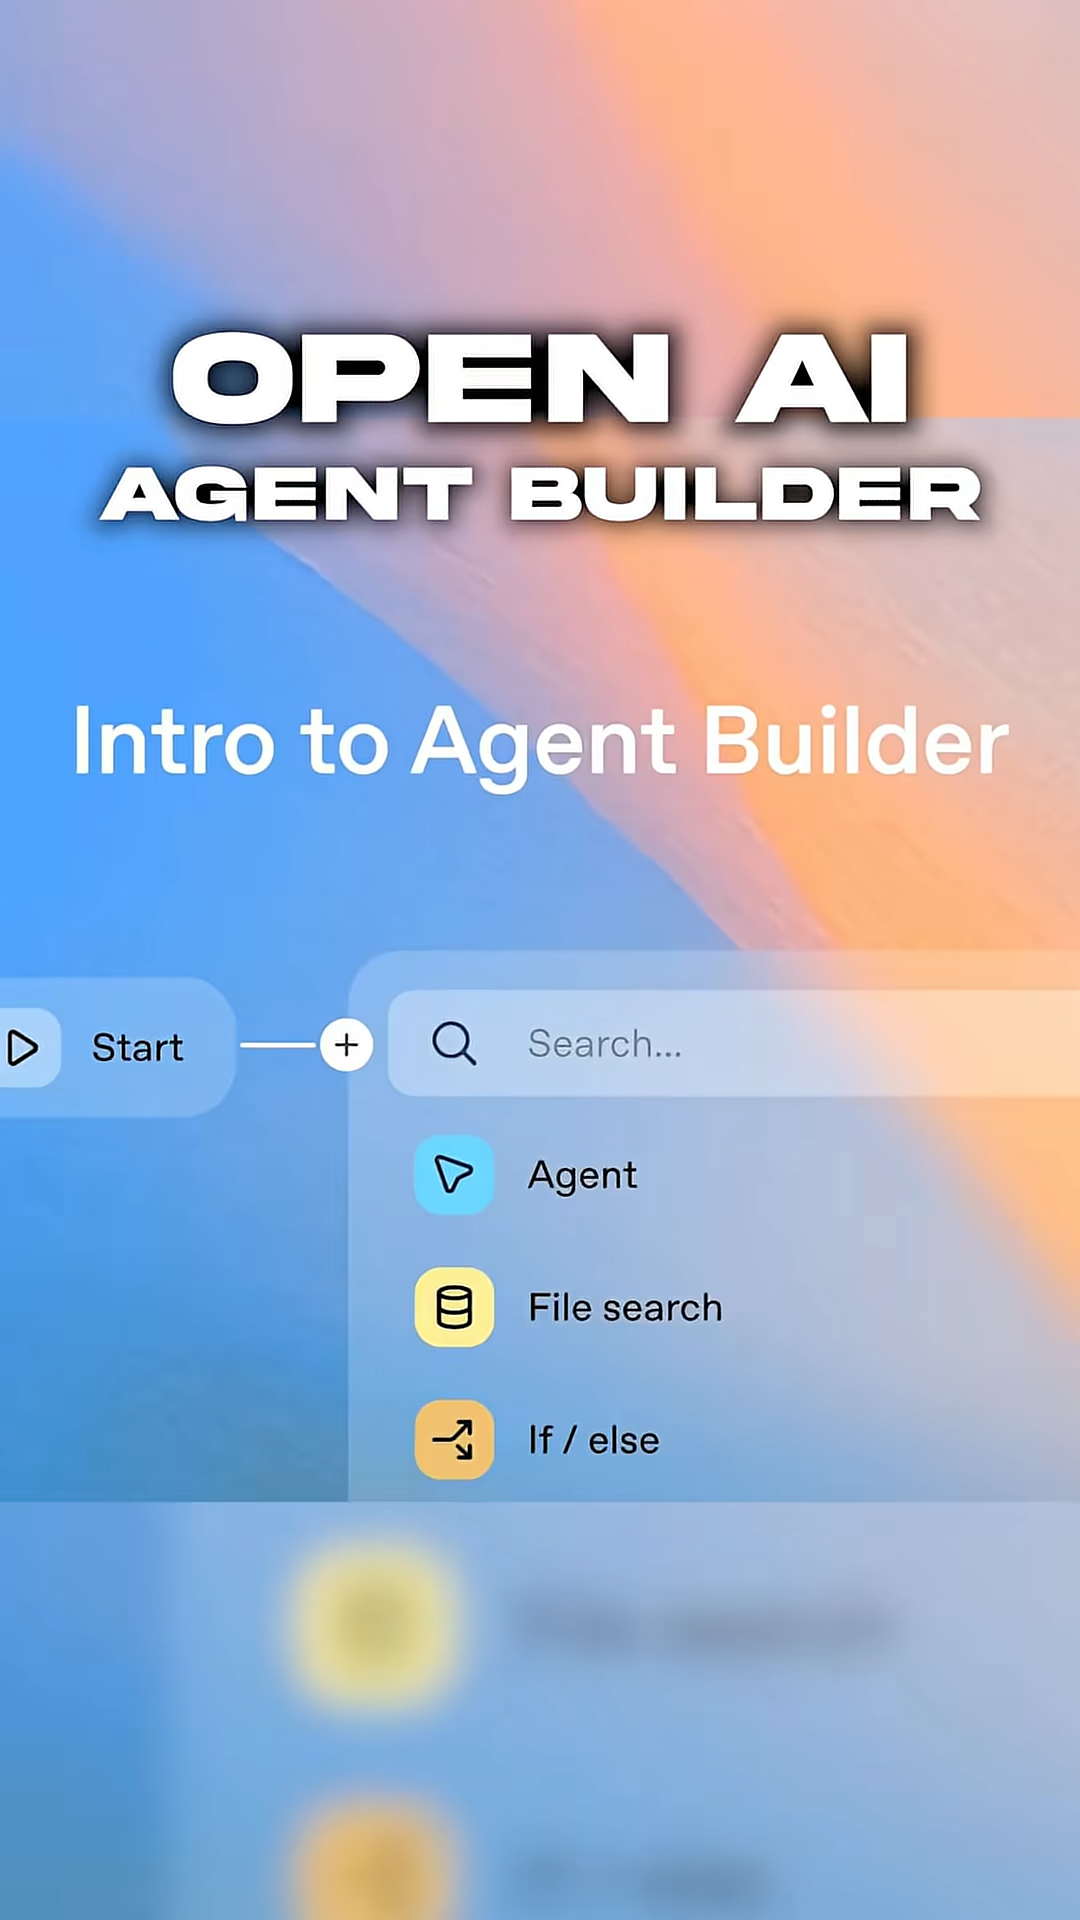 OPEN AI
AGENT BUILDER
Intro to Agent Builder
Start
Search...
Agent
File search
If / else